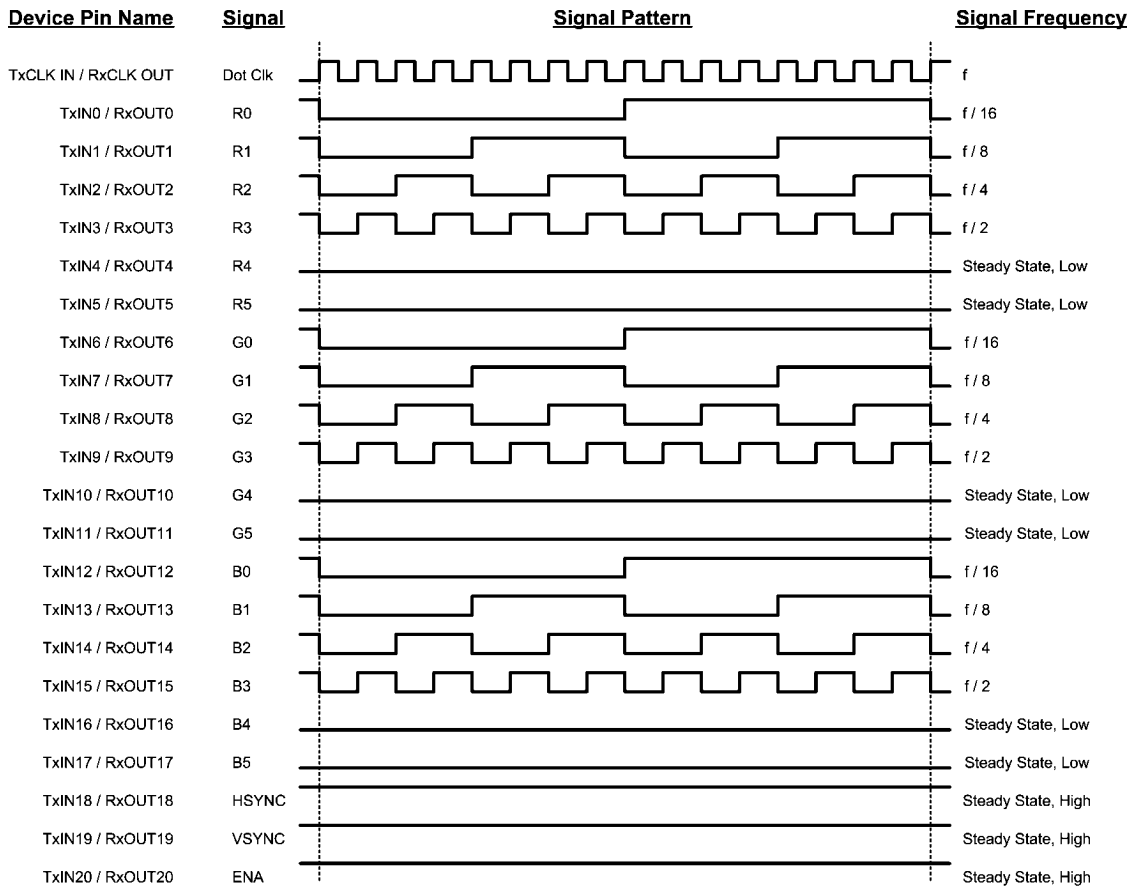 Device Pin Name Signal Signal Pattern Signal Frequency
TxCLK IN / RxCLK OUT Dot Clk f
TxIN0 / RxOUT0 R0 f / 16
TxIN1 / RxOUT1 R1 f / 8
TxIN2 / RxOUT2 R2 f / 4
TxIN3 / RxOUT3 R3 f / 2
TxIN4 / RxOUT4 R4 Steady State, Low
TxIN5 / RxOUT5 R5 Steady State, Low
TxIN6 / RxOUT6 G0 f / 16
TxIN7 / RxOUT7 G1 f / 8
TxIN8 / RxOUT8 G2 f / 4
TxIN9 / RxOUT9 G3 f / 2
TxIN10 / RxOUT10 G4 Steady State, Low
TxIN11 / RxOUT11 G5 Steady State, Low
TxIN12 / RxOUT12 B0 f / 16
TxIN13 / RxOUT13 B1 f / 8
TxIN14 / RxOUT14 B2 f / 4
TxIN15 / RxOUT15 B3 f / 2
TxIN16 / RxOUT16 B4 Steady State, Low
TxIN17 / RxOUT17 B5 Steady State, Low
TxIN18 / RxOUT18 HSYNC Steady State, High
TxIN19 / RxOUT19 VSYNC Steady State, High
TxIN20 / RxOUT20 ENA Steady State, High